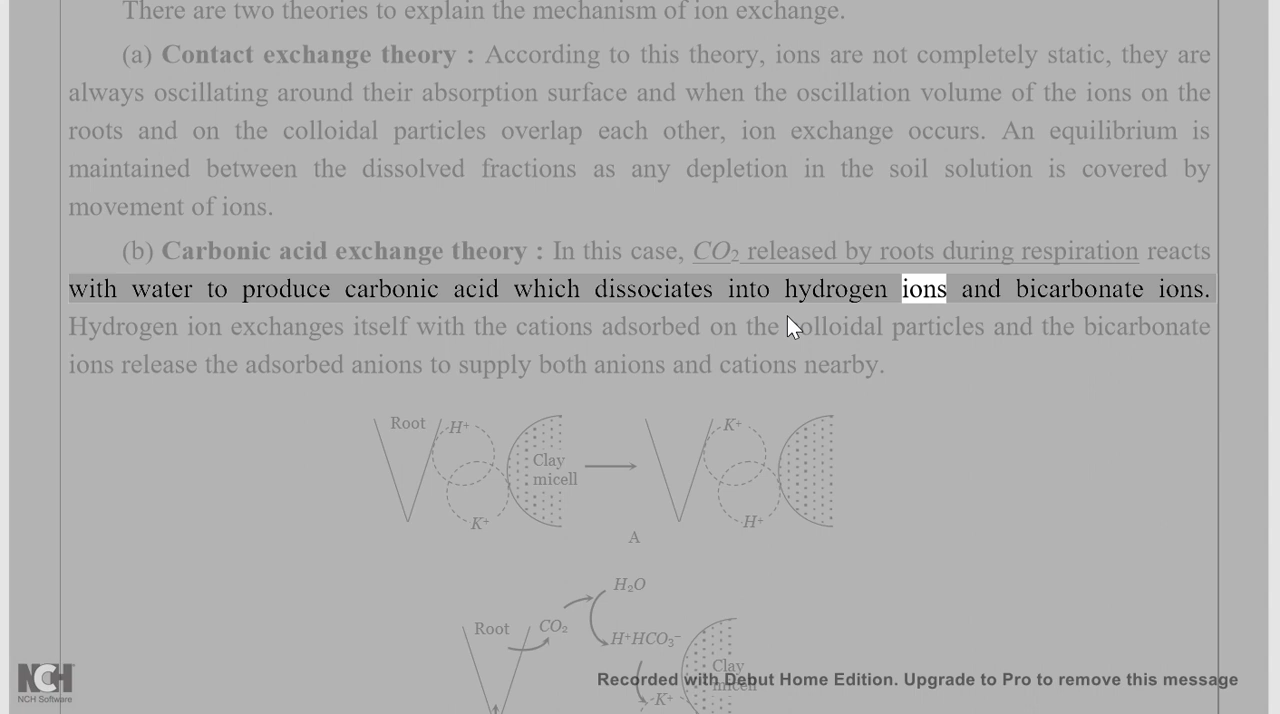 There are two theories to explain the mechanism of ion exchange.
(a) Contact exchange theory : According to this theory, ions are not completely static, they are
always oscillating around their absorption surface and when the oscillation volume of the ions on the
roots and on the colloidal particles overlap each other, ion exchange occurs. An equilibrium is
maintained between the dissolved fractions as any depletion in the soil solution is covered by
movement of ions.
(b) Carbonic acid exchange theory : In this case, CO₂ released by roots during respiration reacts
with water to produce carbonic acid which dissociates into hydrogen ions and bicarbonate ions.
Hydrogen ion exchanges itself with the cations adsorbed on the colloidal particles and the bicarbonate
ions release the adsorbed anions to supply both anions and cations nearby.
Root H⁺ K⁺
Clay
micell
K⁺ H⁺
A
H₂O
Root CO₂
H⁺HCO₃⁻
Clay
micell
K⁺
NCH
NCH Software
Recorded with Debut Home Edition. Upgrade to Pro to remove this message